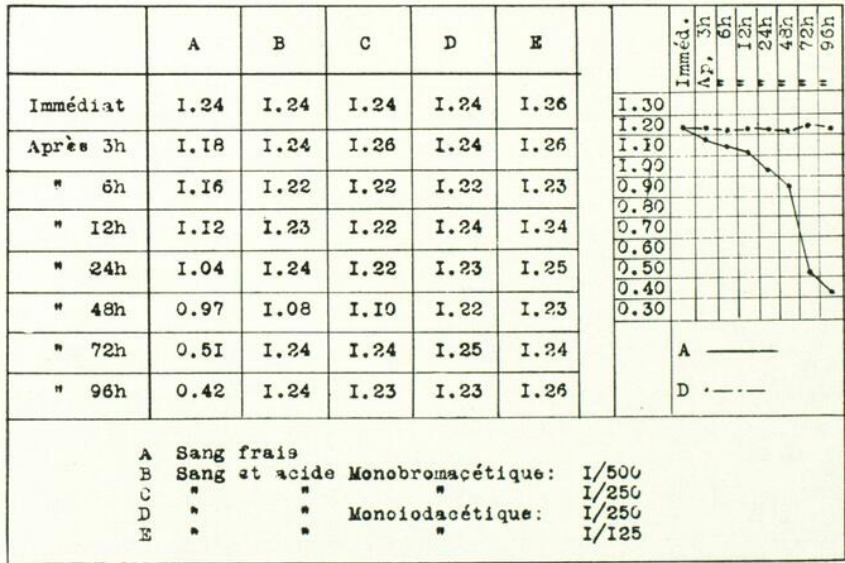 A B C D E
Imméd. Ap. 3h " 6h " I2h " 24h " 48h " 72h " 96h
Immédiat I.24 I.24 I.24 I.24 I.26
Après 3h I.I8 I.24 I.26 I.24 I.26
" 6h I.I6 I.22 I.22 I.22 I.23
" I2h I.I2 I.23 I.22 I.24 I.24
" 24h I.04 I.24 I.22 I.23 I.25
" 48h 0.97 I.08 I.I0 I.22 I.23
" 72h 0.5I I.24 I.24 I.25 I.24
" 96h 0.42 I.24 I.23 I.23 I.26
I.30
I.20
I.I0
I.00
0.90
0.80
0.70
0.60
0.50
0.40
0.30
A
D
A Sang frais
B Sang et acide Monobromacétique: I/500
C " " " I/250
D " " Monoiodacétique: I/250
E " " " I/I25